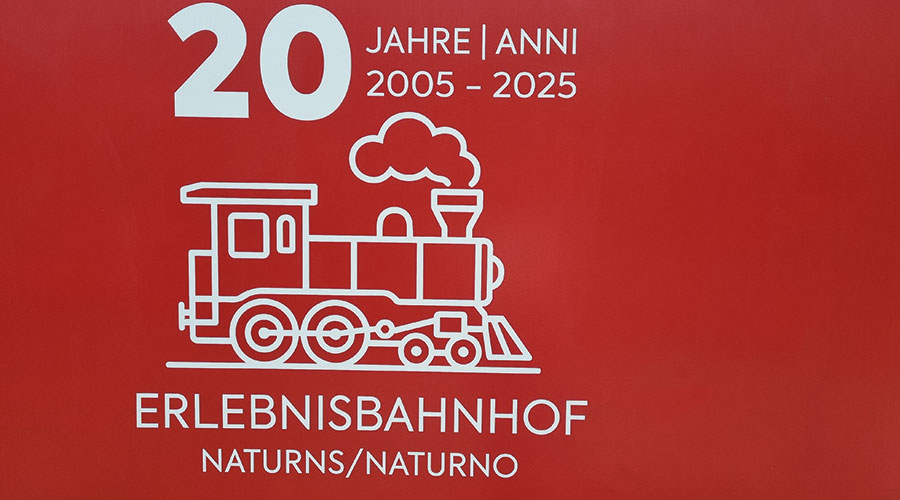 20 JAHRE | ANNI
2005 – 2025
ERLEBNISBAHNHOF
NATURNS/NATURNO